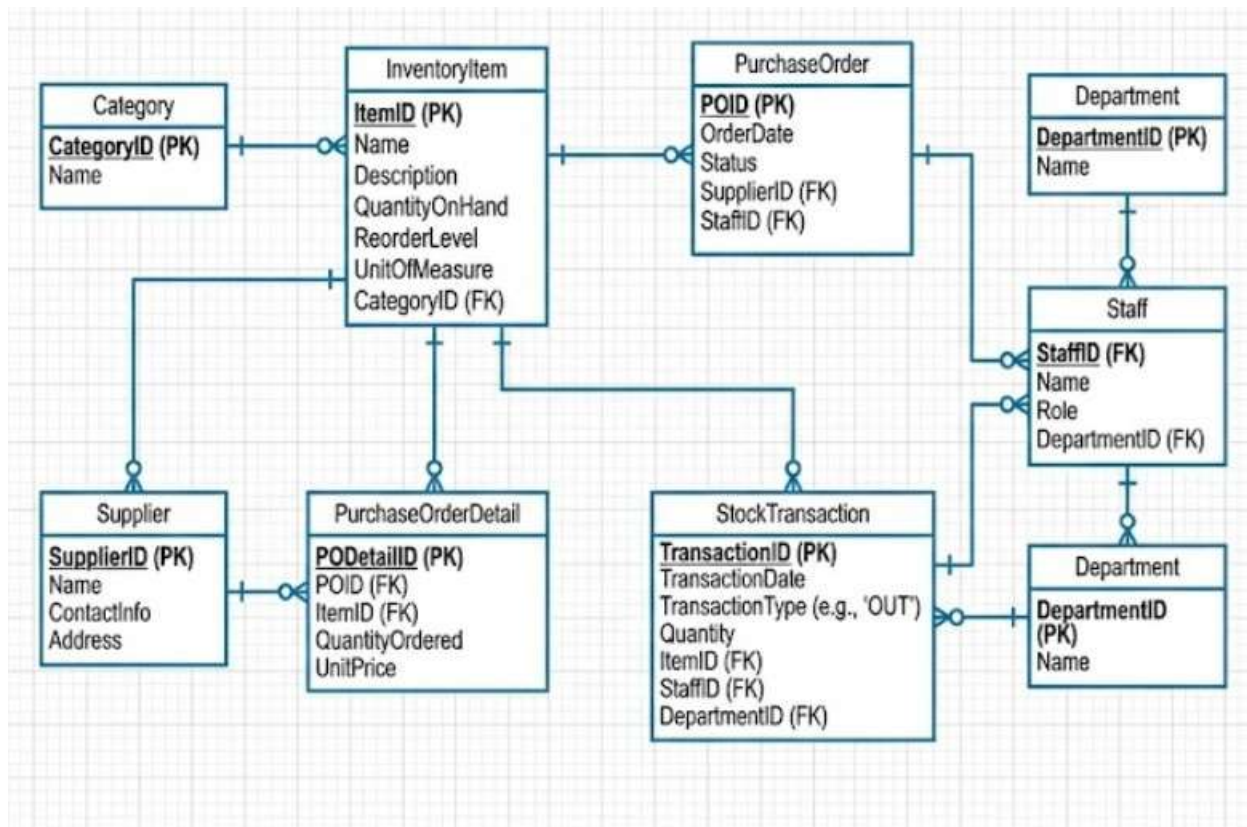 Category
CategoryID (PK)
Name
InventoryItem
ItemID (PK)
Name
Description
QuantityOnHand
ReorderLevel
UnitOfMeasure
CategoryID (FK)
PurchaseOrder
POID (PK)
OrderDate
Status
SupplierID (FK)
StaffID (FK)
Department
DepartmentID (PK)
Name
Staff
StaffID (FK)
Name
Role
DepartmentID (FK)
Supplier
SupplierID (PK)
Name
ContactInfo
Address
PurchaseOrderDetail
PODetailID (PK)
POID (FK)
ItemID (FK)
QuantityOrdered
UnitPrice
StockTransaction
TransactionID (PK)
TransactionDate
TransactionType (e.g., 'OUT')
Quantity
ItemID (FK)
StaffID (FK)
DepartmentID (FK)
Department
DepartmentID
(PK)
Name